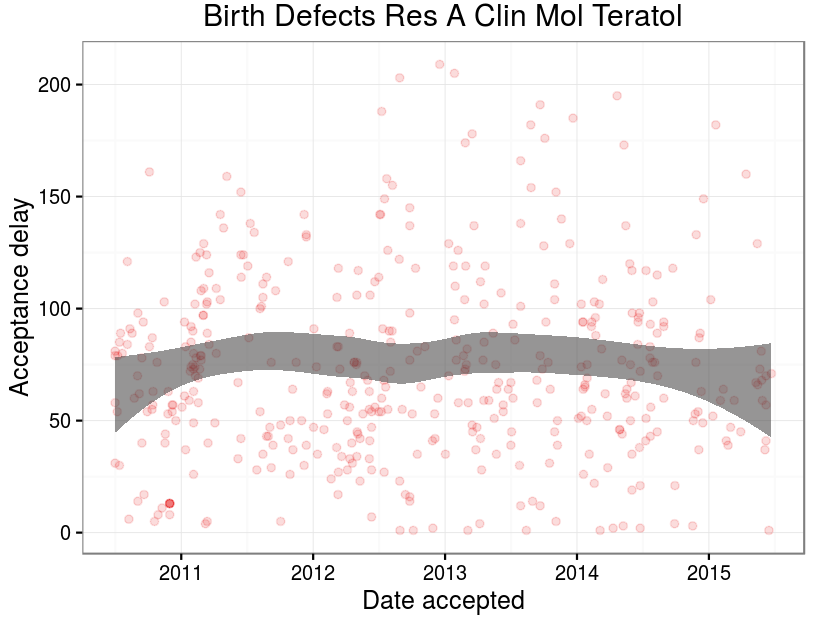 Birth Defects Res A Clin Mol Teratol
Acceptance delay
200
150
100
50
0
2011 2012 2013 2014 2015
Date accepted